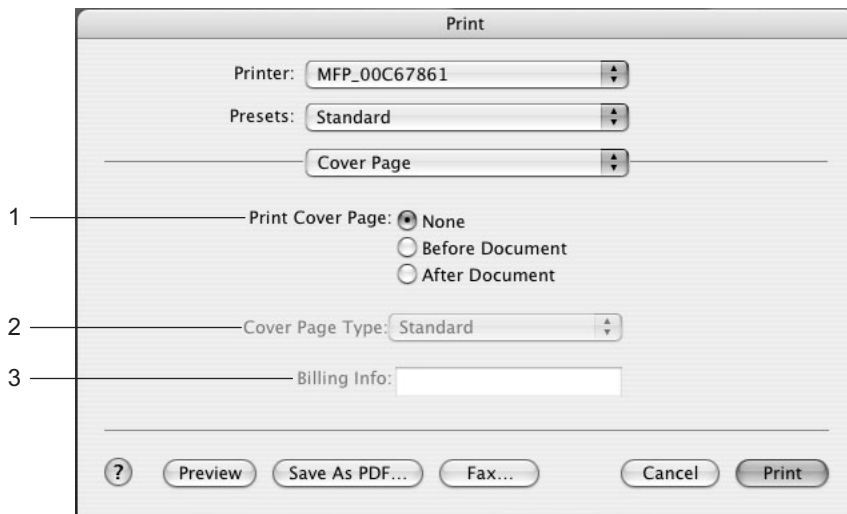 Print
Printer: MFP_00C67861
Presets: Standard
Cover Page
1 Print Cover Page: None
Before Document
After Document
2 Cover Page Type: Standard
3 Billing Info:
? Preview Save As PDF... Fax... Cancel Print